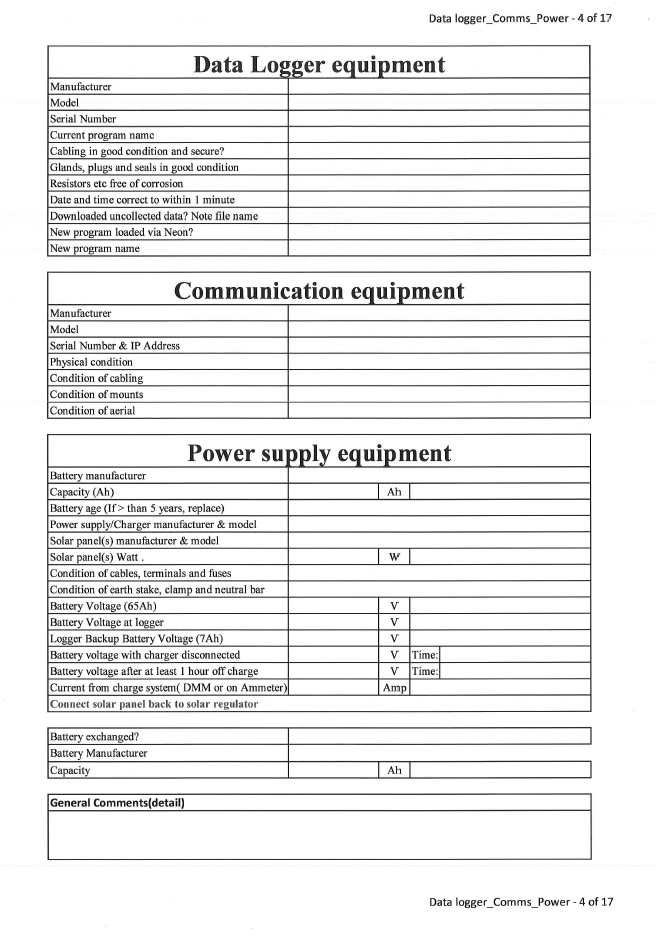 Data logger_Comms_Power - 4 of 17
Data Logger equipment
Manufacturer
Model
Serial Number
Current program name
Cabling in good condition and secure?
Glands, plugs and seals in good condition
Resistors etc free of corrosion
Date and time correct to within 1 minute
Downloaded uncollected data? Note file name
New program loaded via Neon?
New program name
Communication equipment
Manufacturer
Model
Serial Number & IP Address
Physical condition
Condition of cabling
Condition of mounts
Condition of aerial
Power supply equipment
Battery manufacturer
Capacity (Ah) Ah
Battery age (If > than 5 years, replace)
Power supply/Charger manufacturer & model
Solar panel(s) manufacturer & model
Solar panel(s) Watt . W
Condition of cables, terminals and fuses
Condition of earth stake, clamp and neutral bar
Battery Voltage (65Ah) V
Battery Voltage at logger V
Logger Backup Battery Voltage (7Ah) V
Battery voltage with charger disconnected V Time:
Battery voltage after at least 1 hour off charge V Time:
Current from charge system( DMM or on Ammeter) Amp
Connect solar panel back to solar regulator
Battery exchanged?
Battery Manufacturer
Capacity Ah
General Comments(detail)
Data logger_Comms_Power - 4 of 17